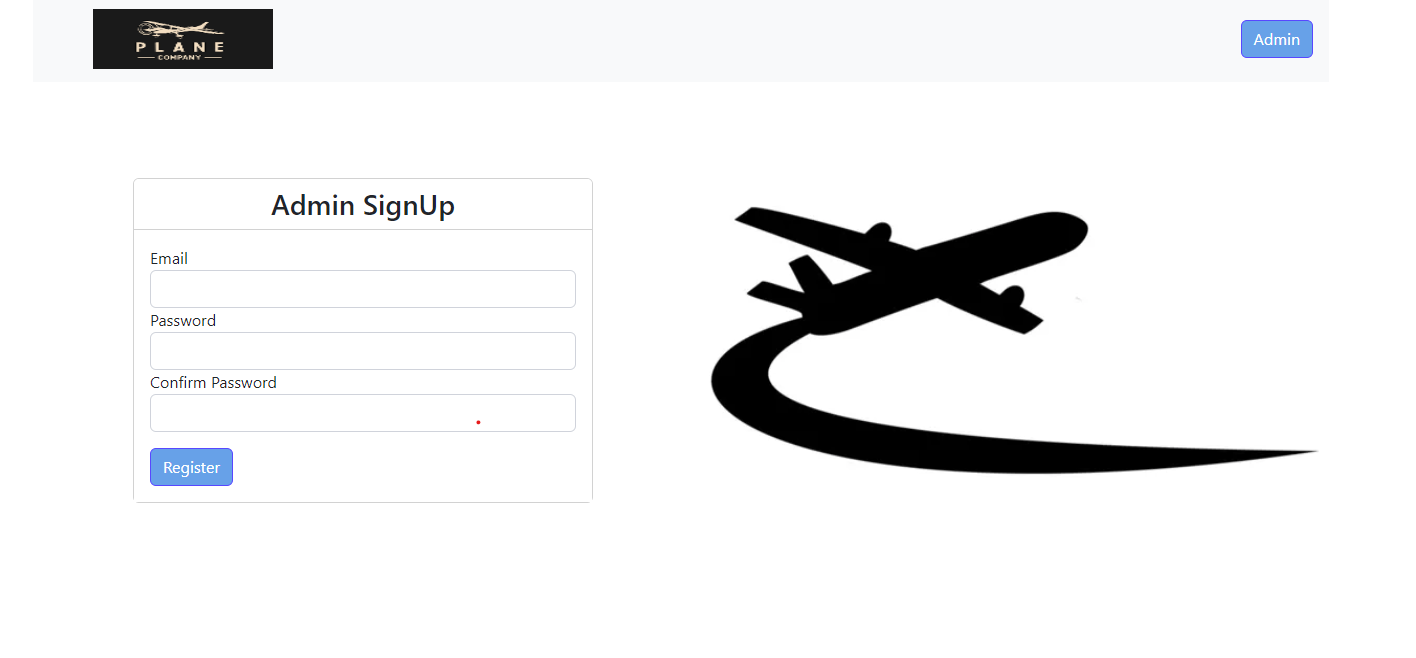 PLANE
COMPANY
Admin
Admin SignUp
Email
Password
Confirm Password
Register